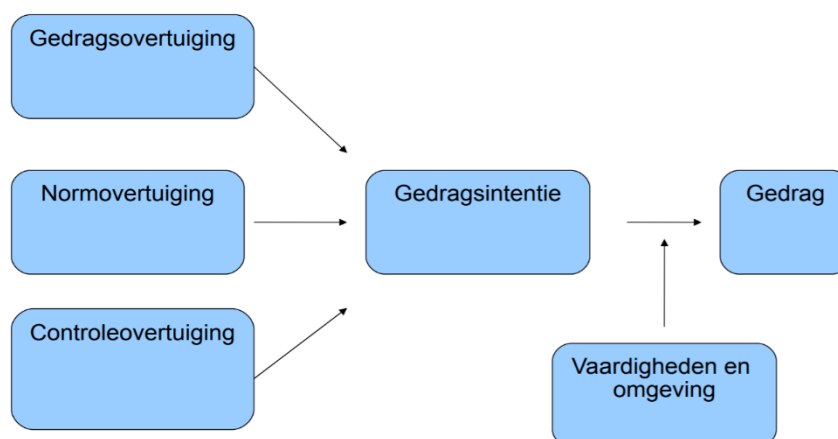 Gedragsovertuiging
Normovertuiging
Gedragsintentie
Gedrag
Controleovertuiging
Vaardigheden en
omgeving